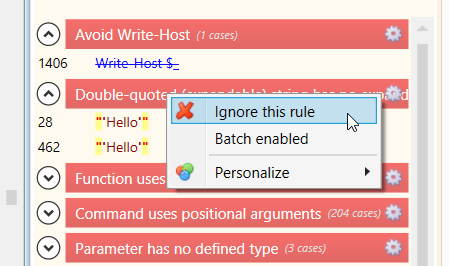 Avoid Write-Host (1 cases)
1406 Write-Host $_
Double-quoted (expandable) string has no expand
28 "'Hello'"
462 "'Hello'"
Ignore this rule
Batch enabled
Personalize
Function uses
Command uses positional arguments (204 cases)
Parameter has no defined type (3 cases)